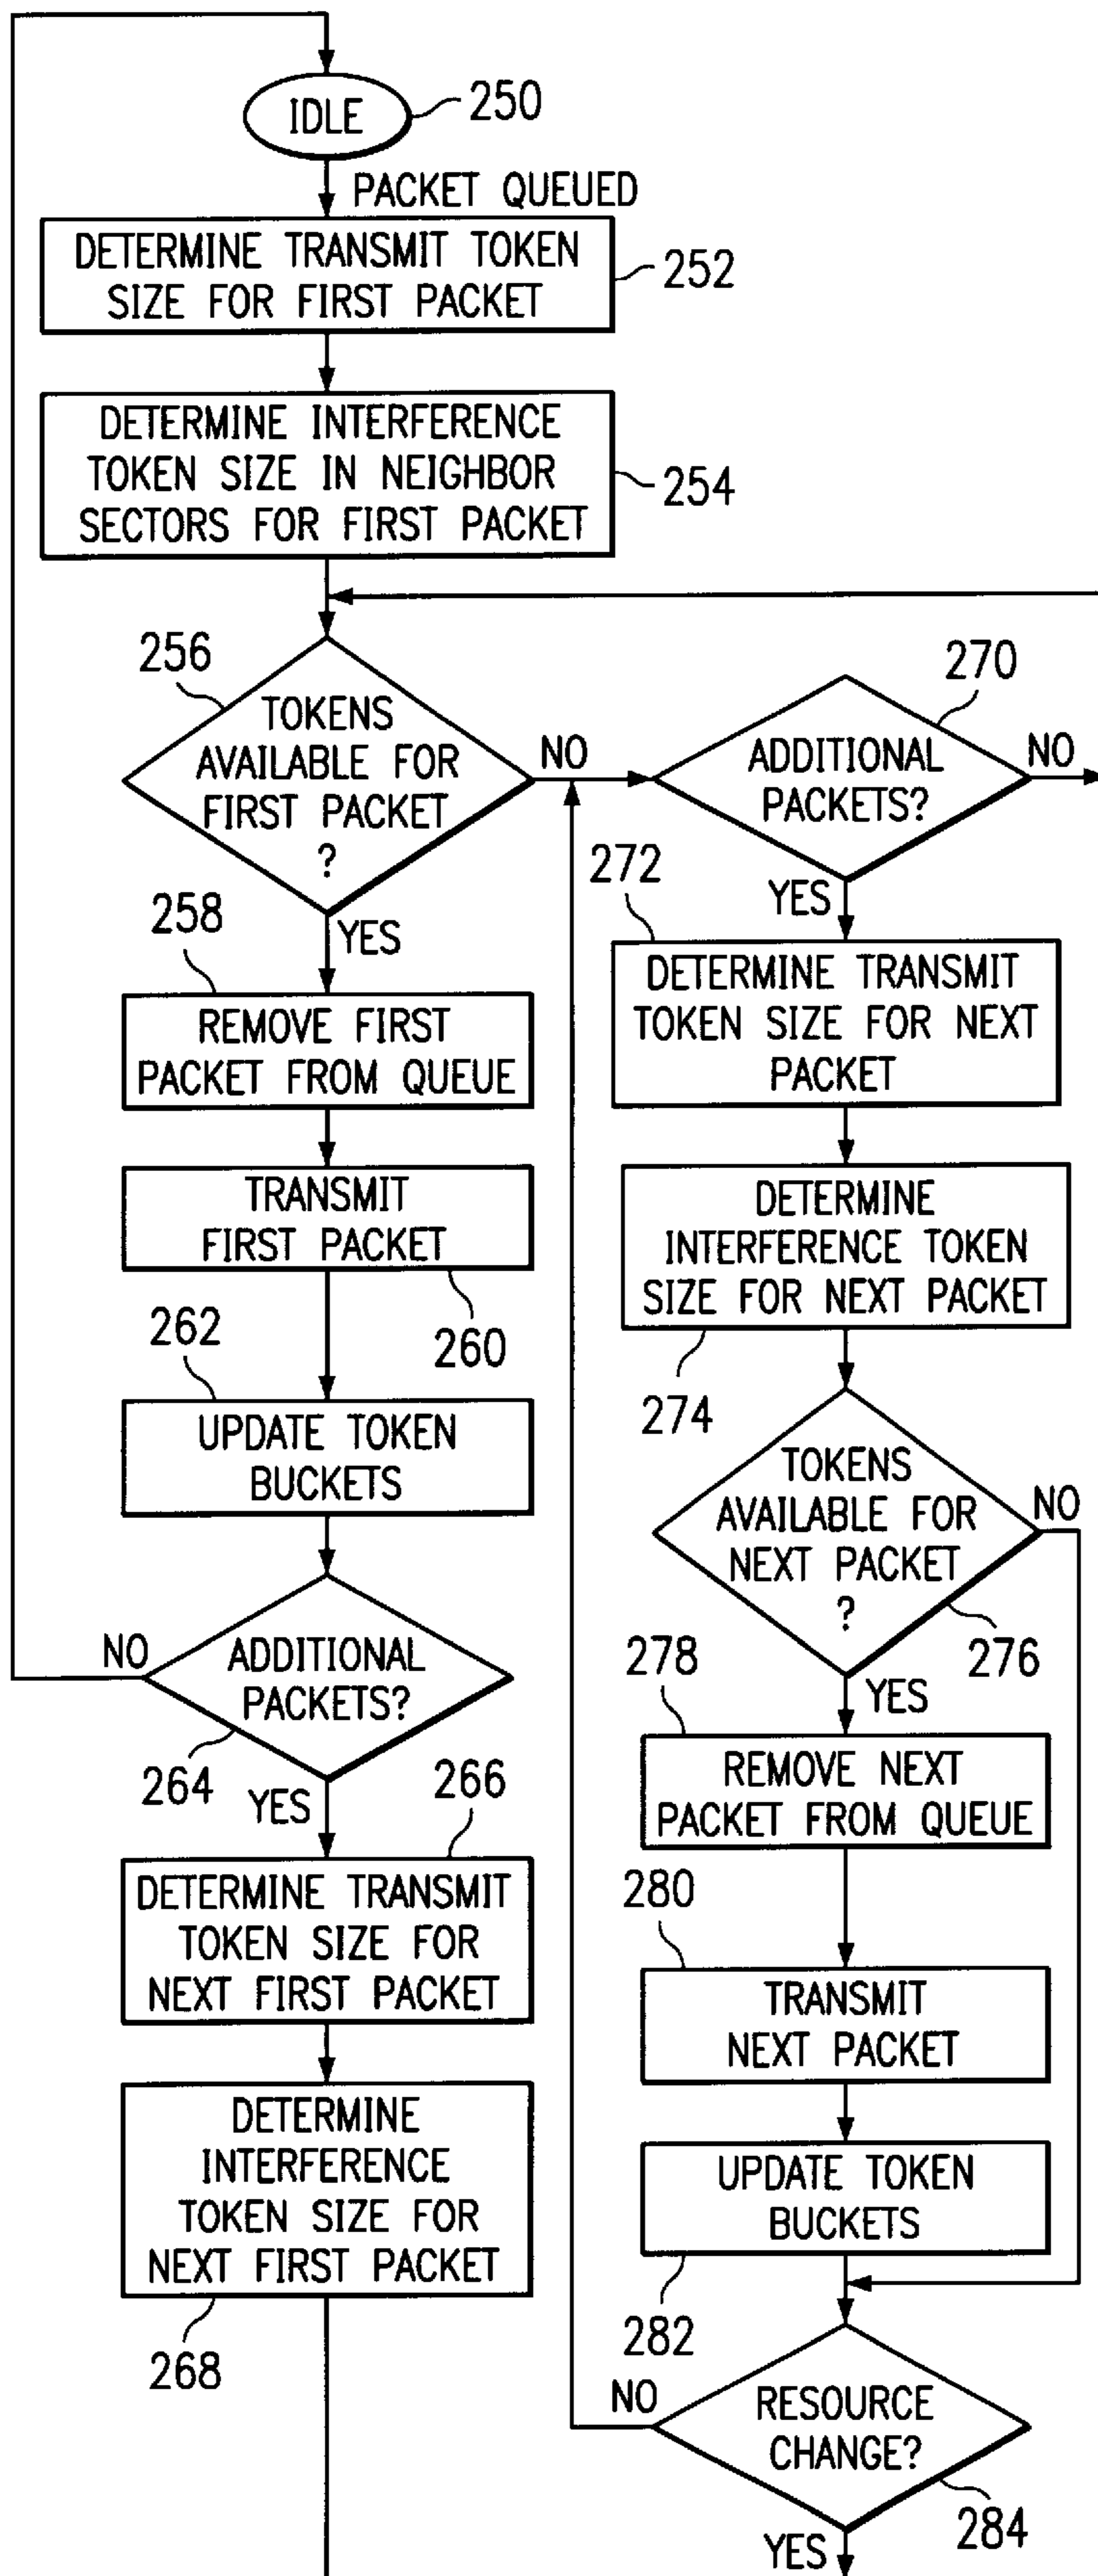 IDLE
250
PACKET QUEUED
DETERMINE TRANSMIT TOKEN
SIZE FOR FIRST PACKET
252
DETERMINE INTERFERENCE
TOKEN SIZE IN NEIGHBOR
SECTORS FOR FIRST PACKET
254
256
TOKENS
AVAILABLE FOR
FIRST PACKET
?
NO
YES
258
REMOVE FIRST
PACKET FROM QUEUE
TRANSMIT
FIRST PACKET
260
262
UPDATE TOKEN
BUCKETS
NO
ADDITIONAL
PACKETS?
264
YES
266
DETERMINE TRANSMIT
TOKEN SIZE FOR
NEXT FIRST PACKET
DETERMINE
INTERFERENCE
TOKEN SIZE FOR
NEXT FIRST PACKET
268
270
ADDITIONAL
PACKETS?
NO
YES
272
DETERMINE TRANSMIT
TOKEN SIZE FOR NEXT
PACKET
DETERMINE
INTERFERENCE TOKEN
SIZE FOR NEXT PACKET
274
TOKENS
AVAILABLE FOR
NEXT PACKET
?
NO
276
YES
278
REMOVE NEXT
PACKET FROM QUEUE
280
TRANSMIT
NEXT PACKET
UPDATE TOKEN
BUCKETS
282
NO
RESOURCE
CHANGE?
284
YES